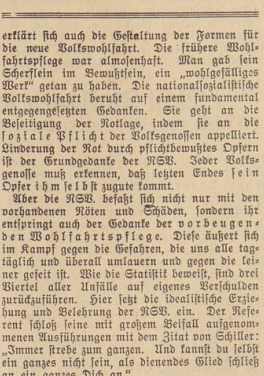 erklärt sich auch die Gestaltung der Formen für
die neue Volkswohlfahrt. Die frühere Wohl-
fahrtspflege war almosenhaft. Man gab sein
Scherflein im Bewußtsein, ein „wohlgefälliges
Werk“ getan zu haben. Die nationalsozialistische
Volkswohlfahrt beruht auf einem fundamental
entgegengesetzten Gedanken. Sie geht an die
Beseitigung der Notlage, indem sie an die
soziale Pflicht der Volksgenossen appelliert.
Linderung der Not durch pflichtbewußtes Opfern
ist der Grundgedanke der NSV. Jeder Volks-
genosse muß erkennen, daß letzten Endes sein
Opfer ihm selbst zugute kommt.
Aber die NSV. befaßt sich nicht nur mit den
vorhandenen Nöten und Schäden, sondern ihr
entspringt auch der Gedanke der vorbeugen-
den Wohlfahrtspflege. Diese äußert sich
im Kampf gegen die Gefahren, die uns alle tag-
täglich und überall umlauern und gegen die kei-
ner gefeit ist. Wie die Statistik beweist, sind drei
Viertel aller Unfälle auf eigenes Verschulden
zurückzuführen. Hier setzt die idealistische Erzie-
hung und Belehrung der NSV. ein. Der Refe-
rent schloß seine mit großem Beifall aufgenom-
menen Ausführungen mit dem Zitat von Schiller:
„Immer strebe zum ganzen. Und kannst du selbst
ein ganzes nicht sein, als dienendes Glied schließ
an ein ganzes Dich an.“